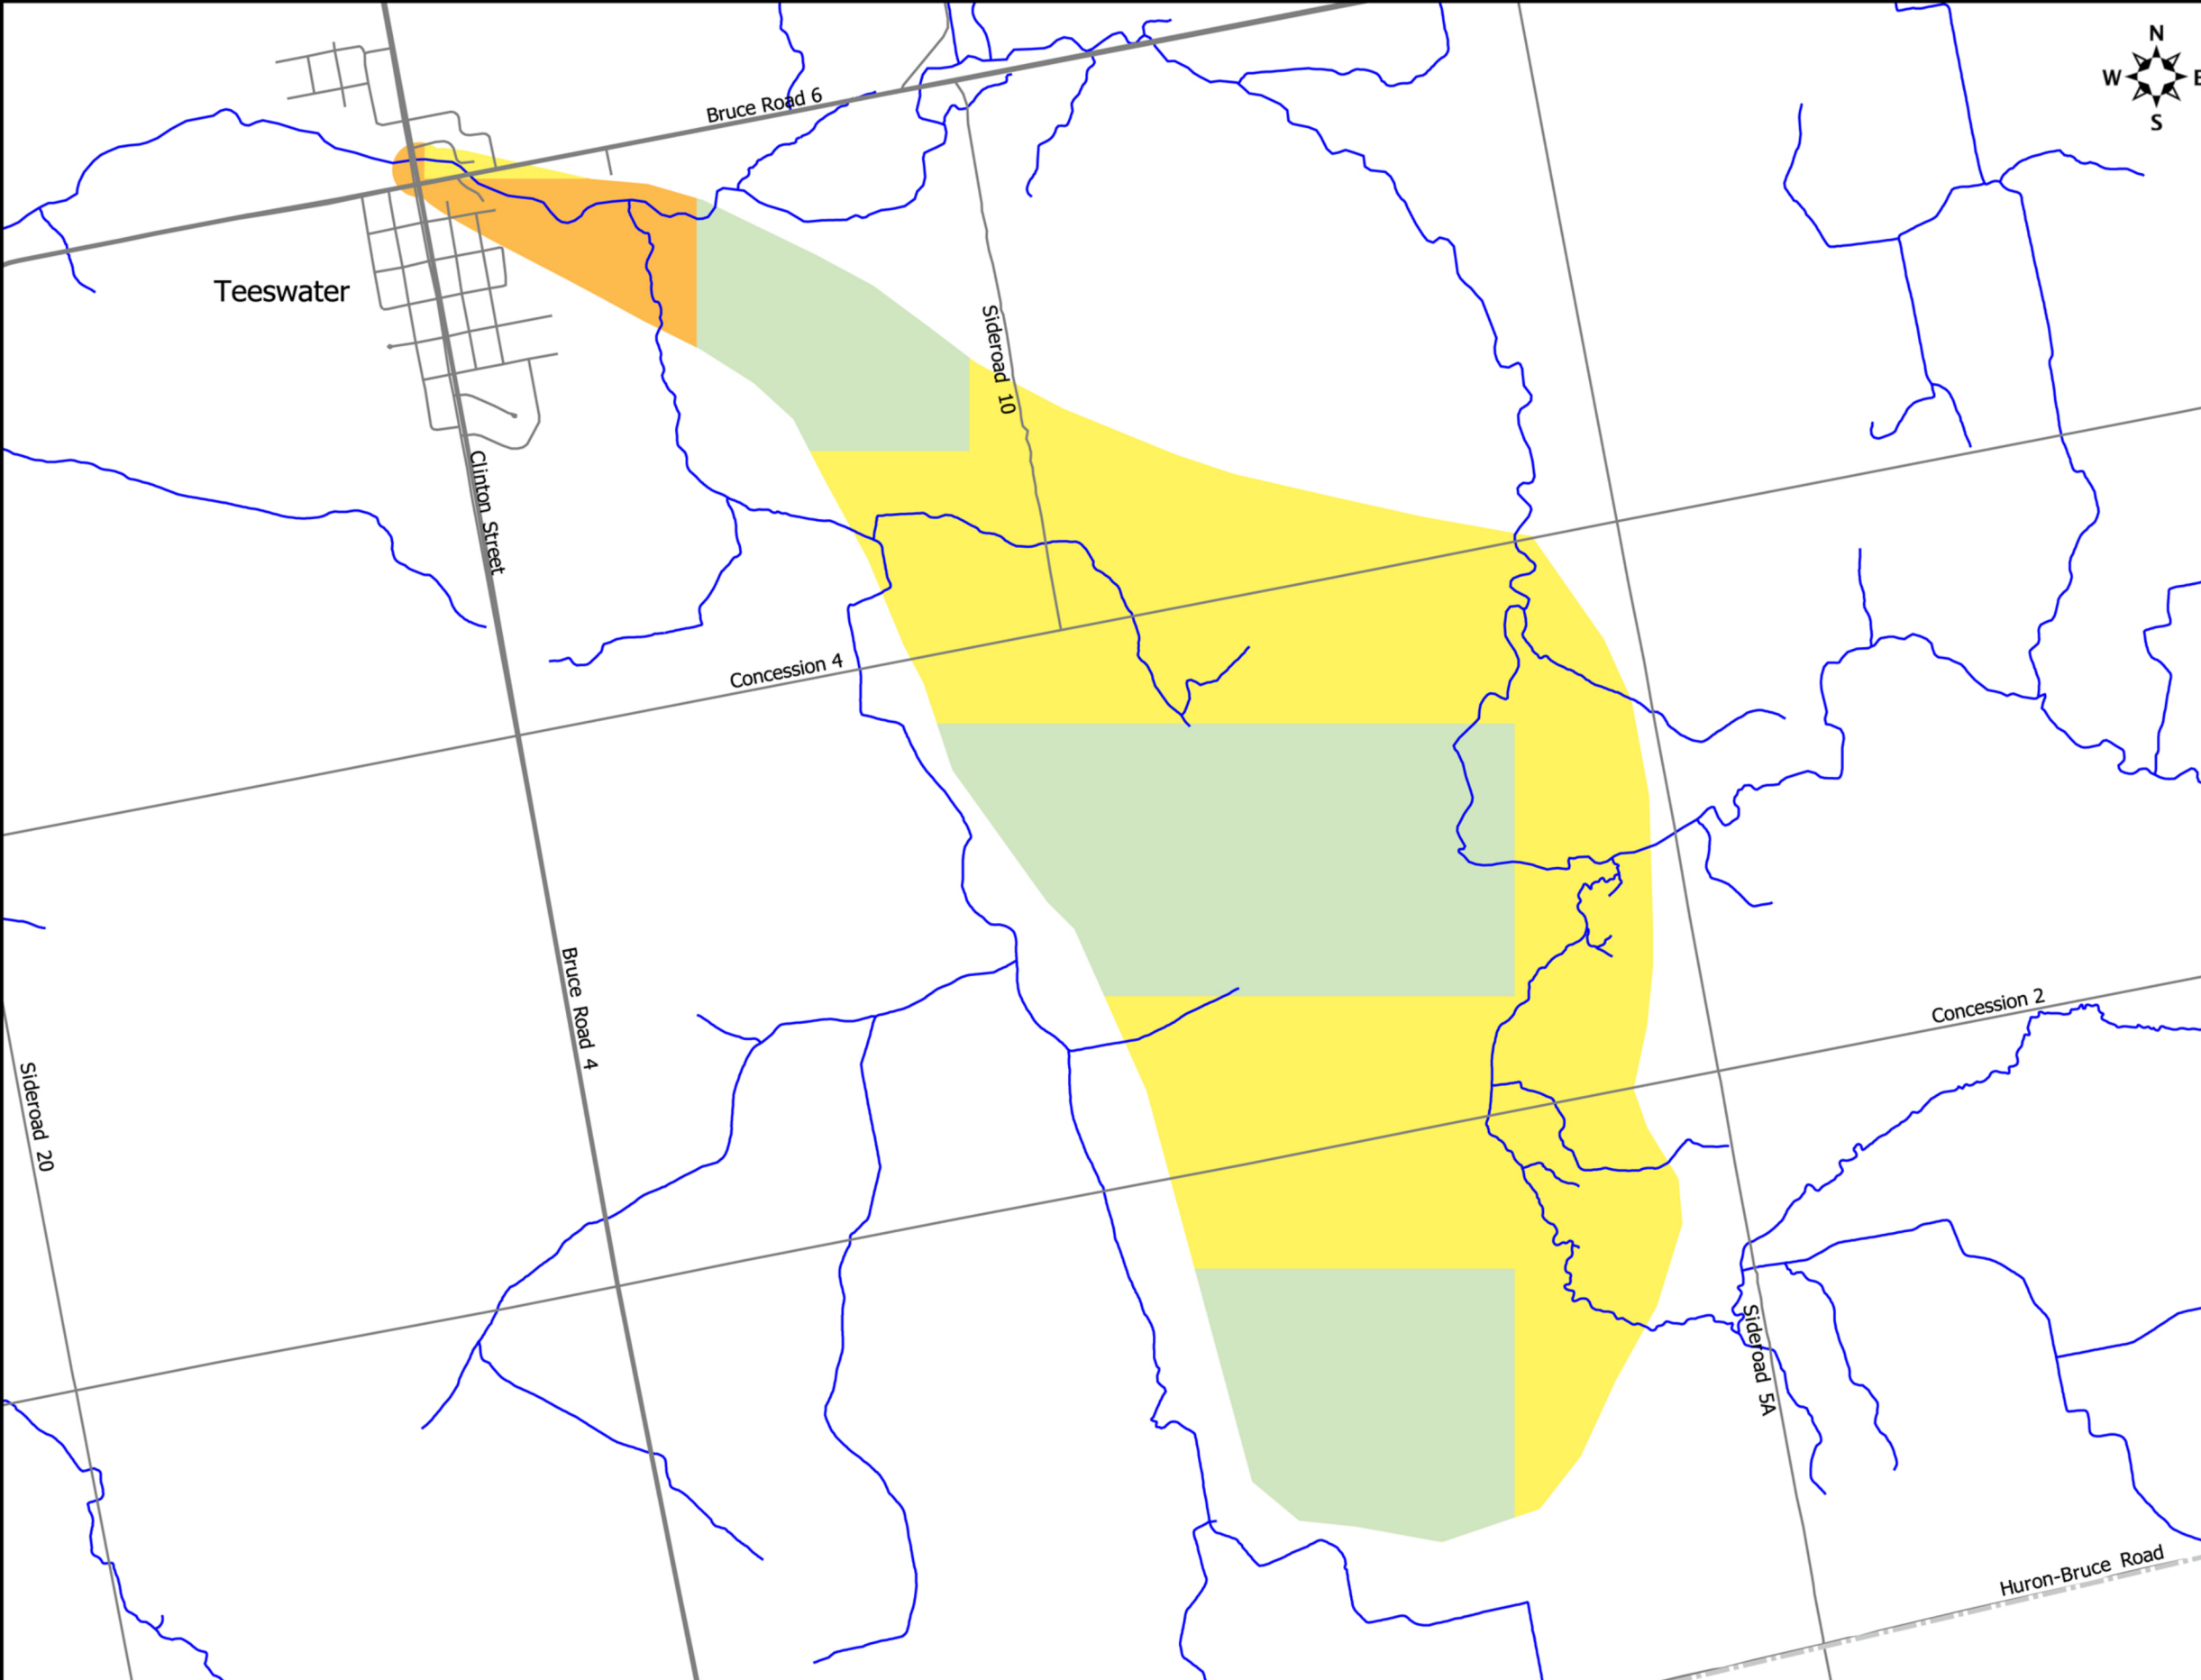 N
W E
S
Bruce Road 6
Teeswater
Sideroad 10
Clinton Street
Concession 4
Bruce Road 4
Concession 2
Sideroad 20
Sideroad 5A
Huron-Bruce Road